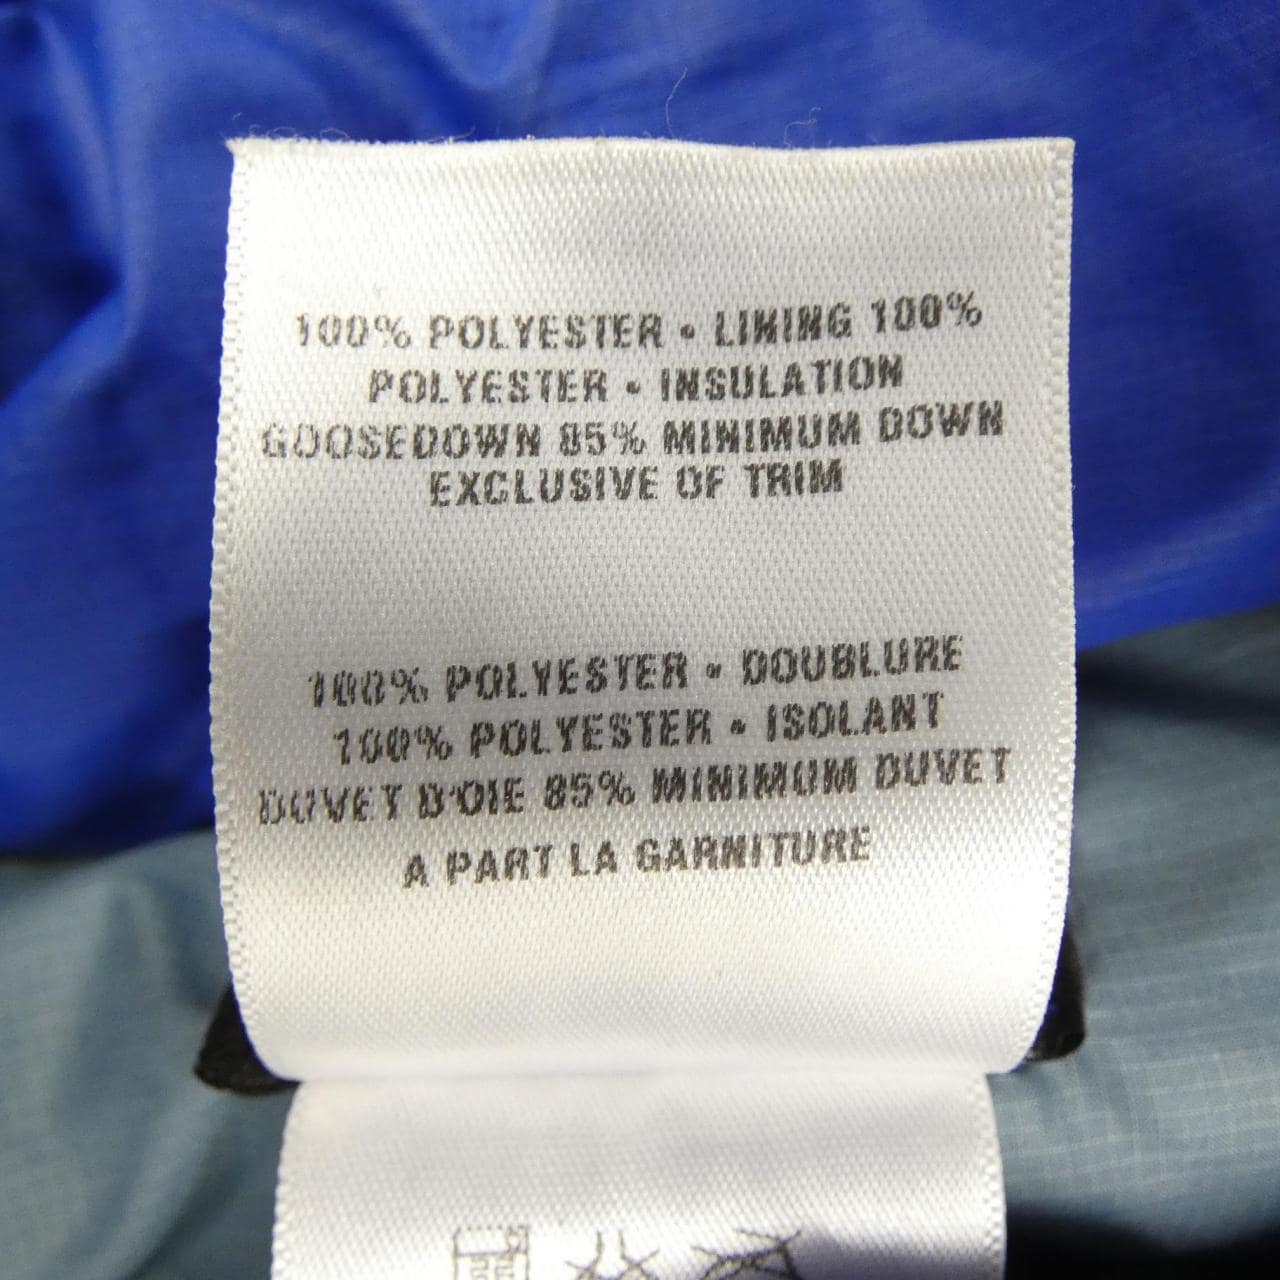 100% POLYESTER • LINING 100%
POLYESTER • INSULATION
GOOSEDOWN 85% MINIMUM DOWN
EXCLUSIVE OF TRIM
100% POLYESTER • DOUBLURE
100% POLYESTER • ISOLANT
DUVET D'OIE 85% MINIMUM DUVET
A PART LA GARNITURE